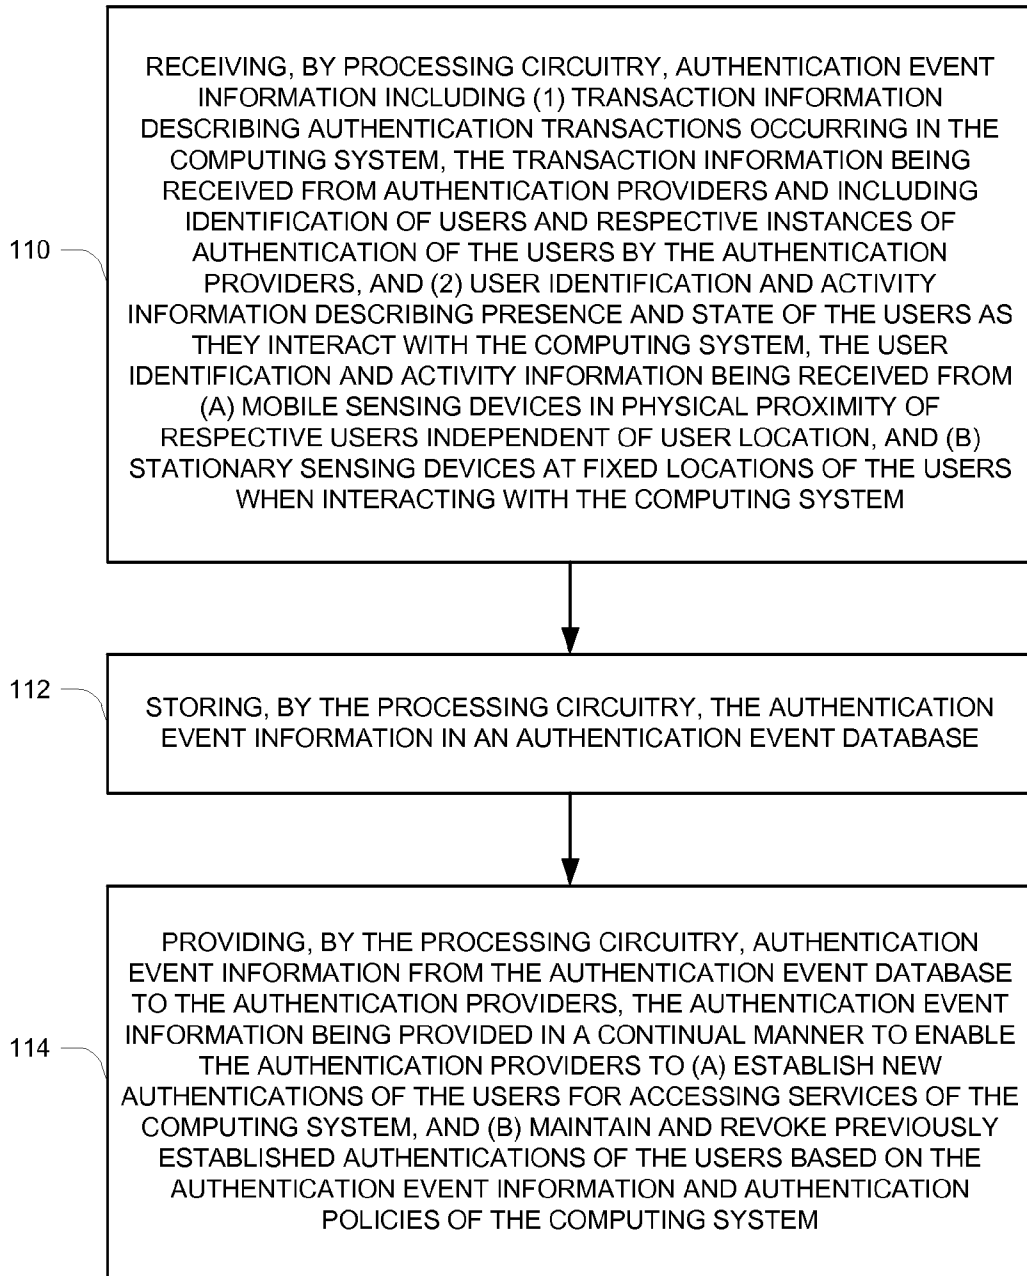 RECEIVING, BY PROCESSING CIRCUITRY, AUTHENTICATION EVENT
INFORMATION INCLUDING (1) TRANSACTION INFORMATION
DESCRIBING AUTHENTICATION TRANSACTIONS OCCURRING IN THE
COMPUTING SYSTEM, THE TRANSACTION INFORMATION BEING
RECEIVED FROM AUTHENTICATION PROVIDERS AND INCLUDING
IDENTIFICATION OF USERS AND RESPECTIVE INSTANCES OF
110
AUTHENTICATION OF THE USERS BY THE AUTHENTICATION
PROVIDERS, AND (2) USER IDENTIFICATION AND ACTIVITY
INFORMATION DESCRIBING PRESENCE AND STATE OF THE USERS AS
THEY INTERACT WITH THE COMPUTING SYSTEM, THE USER
IDENTIFICATION AND ACTIVITY INFORMATION BEING RECEIVED FROM
(A) MOBILE SENSING DEVICES IN PHYSICAL PROXIMITY OF
RESPECTIVE USERS INDEPENDENT OF USER LOCATION, AND (B)
STATIONARY SENSING DEVICES AT FIXED LOCATIONS OF THE USERS
WHEN INTERACTING WITH THE COMPUTING SYSTEM
112
STORING, BY THE PROCESSING CIRCUITRY, THE AUTHENTICATION
EVENT INFORMATION IN AN AUTHENTICATION EVENT DATABASE
PROVIDING, BY THE PROCESSING CIRCUITRY, AUTHENTICATION
EVENT INFORMATION FROM THE AUTHENTICATION EVENT DATABASE
TO THE AUTHENTICATION PROVIDERS, THE AUTHENTICATION EVENT
INFORMATION BEING PROVIDED IN A CONTINUAL MANNER TO ENABLE
114
THE AUTHENTICATION PROVIDERS TO (A) ESTABLISH NEW
AUTHENTICATIONS OF THE USERS FOR ACCESSING SERVICES OF THE
COMPUTING SYSTEM, AND (B) MAINTAIN AND REVOKE PREVIOUSLY
ESTABLISHED AUTHENTICATIONS OF THE USERS BASED ON THE
AUTHENTICATION EVENT INFORMATION AND AUTHENTICATION
POLICIES OF THE COMPUTING SYSTEM